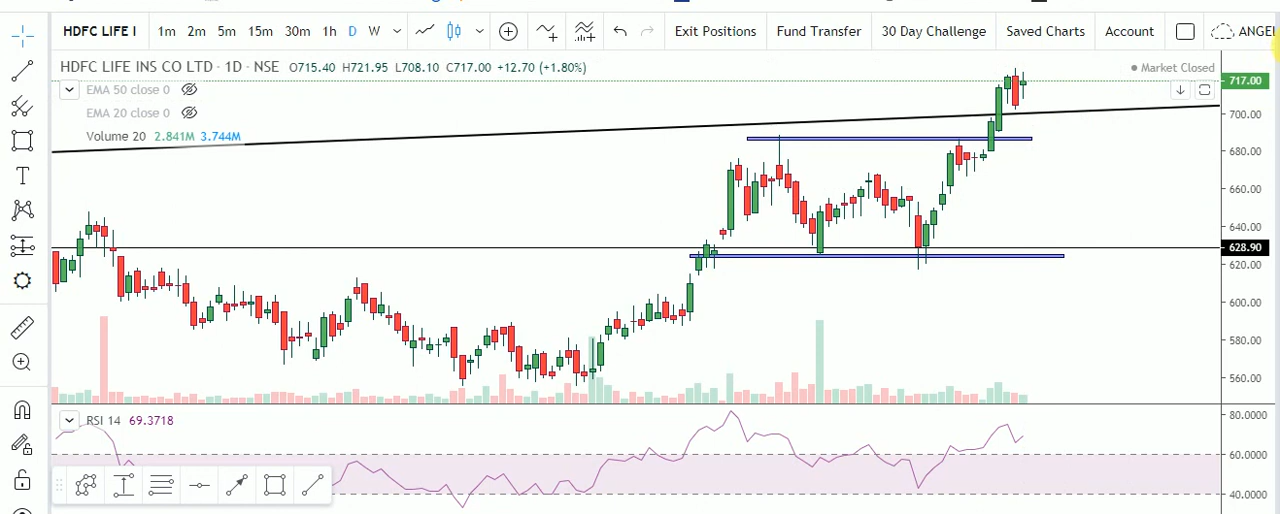 HDFC LIFE I 1m 2m 5m 15m 30m 1h D W Exit Positions Fund Transfer 30 Day Challenge Saved Charts Account ANGE
HDFC LIFE INS CO LTD · 1D · NSE O715.40 H721.95 L708.10 C717.00 +12.70 (+1.80%) Market Closed
717.00
EMA 50 close 0
EMA 20 close 0
700.00
Volume 20 2.841M 3.744M
680.00
660.00
640.00
628.90
620.00
600.00
580.00
560.00
RSI 14 69.3718
80.0000
60.0000
40.0000